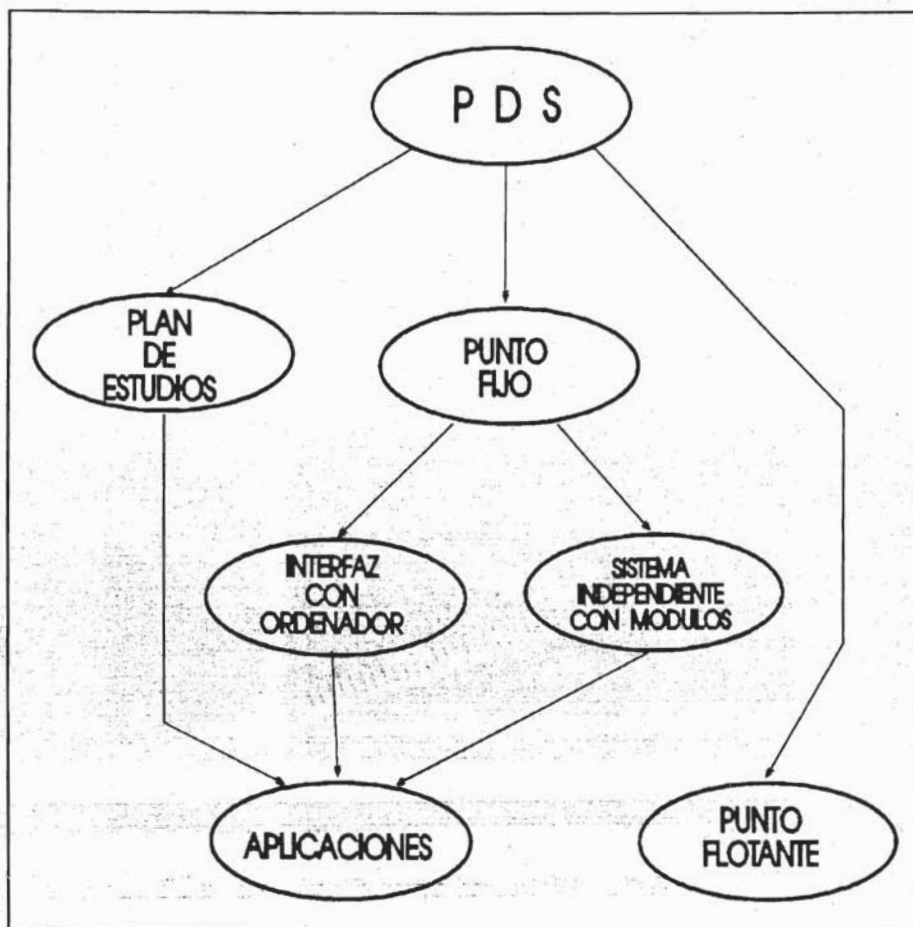 P D S
PLAN
DE
ESTUDIOS
PUNTO
FIJO
INTERFAZ
CON
ORDENADOR
SISTEMA
INDEPENDIENTE
CON MODULOS
APLICACIONES
PUNTO
FLOTANTE